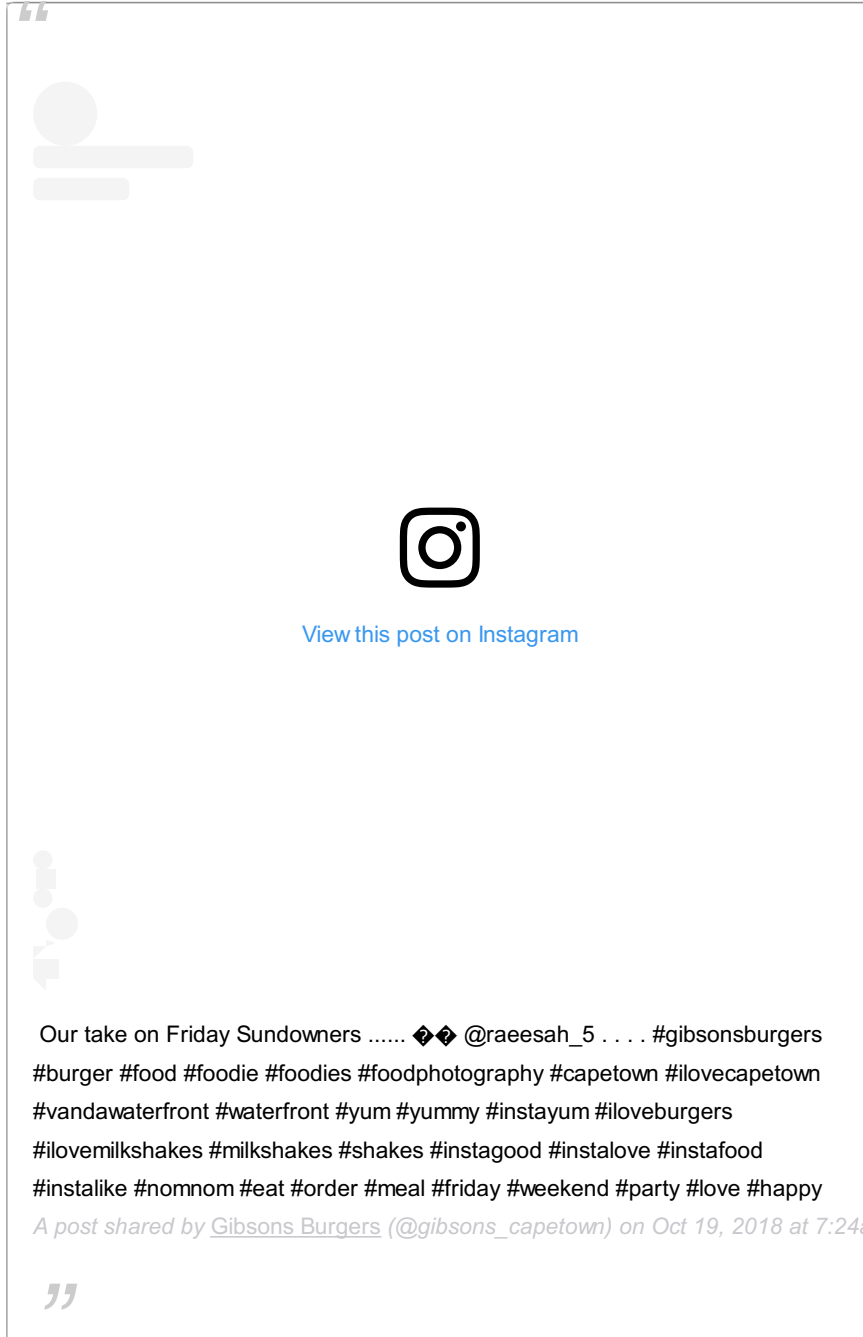 “
View this post on Instagram
Our take on Friday Sundowners ...... �� @raeesah_5 . . . . #gibsonsburgers
#burger #food #foodie #foodies #foodphotography #capetown #ilovecapetown
#vandawaterfront #waterfront #yum #yummy #instayum #iloveburgers
#ilovemilkshakes #milkshakes #shakes #instagood #instalove #instafood
#instalike #nomnom #eat #order #meal #friday #weekend #party #love #happy
A post shared by Gibsons Burgers (@gibsons_capetown) on Oct 19, 2018 at 7:24a
”